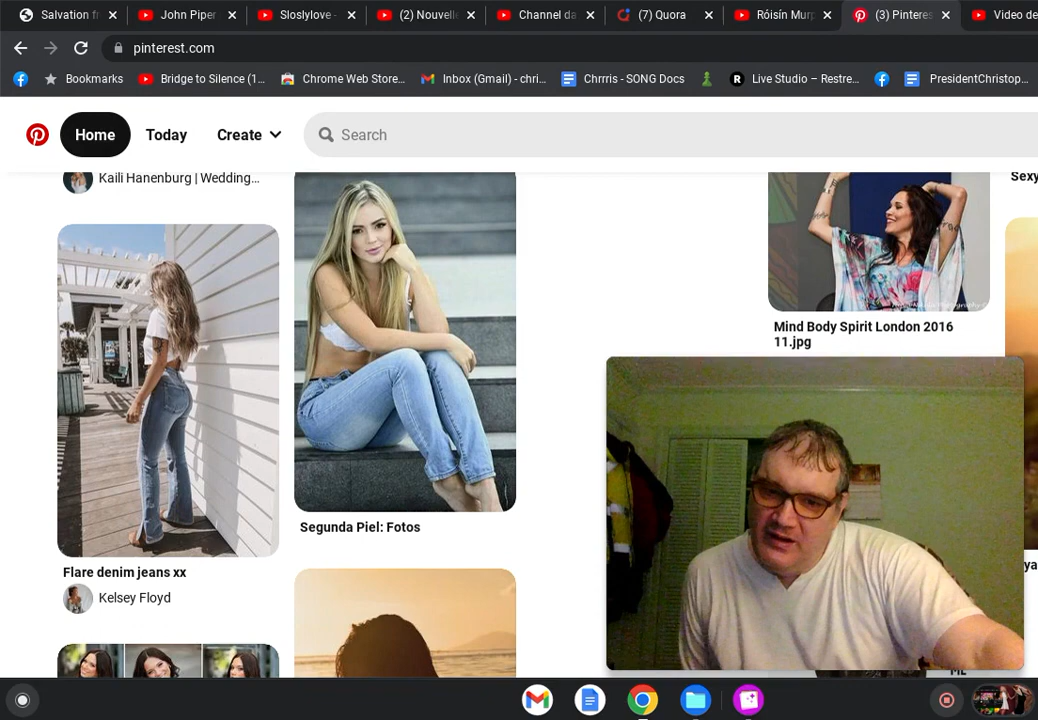 Salvation fr
John Piper
Sloslylove -
(2) Nouvell
Channel da
(7) Quora
Róisín Murp
(3) Pinteres
Video de
pinterest.com
Bookmarks
Bridge to Silence (1...
Chrome Web Store...
Inbox (Gmail) - chri...
Chrrris - SONG Docs
Live Studio – Restre...
PresidentChristop...
Home
Today
Create
Search
Kaili Hanenburg | Wedding...
Sexy
Mind Body Spirit London 2016
11.jpg
Segunda Piel: Fotos
Flare denim jeans xx
Kelsey Floyd
ya